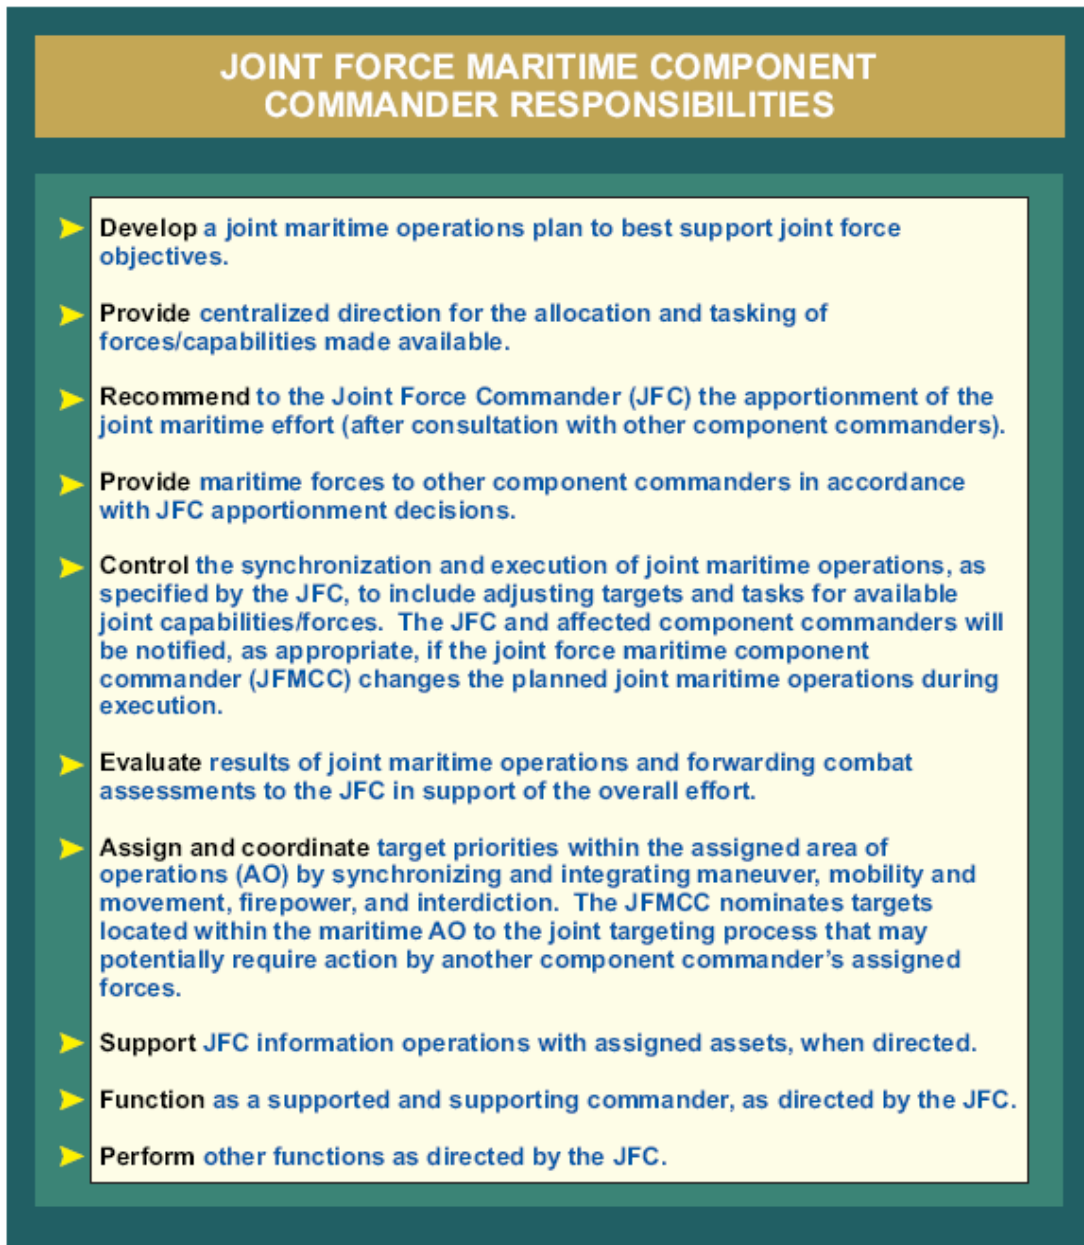 JOINT FORCE MARITIME COMPONENT
COMMANDER RESPONSIBILITIES
Develop a joint maritime operations plan to best support joint force
objectives.
Provide centralized direction for the allocation and tasking of
forces/capabilities made available.
Recommend to the Joint Force Commander (JFC) the apportionment of the
joint maritime effort (after consultation with other component commanders).
Provide maritime forces to other component commanders in accordance
with JFC apportionment decisions.
Control the synchronization and execution of joint maritime operations, as
specified by the JFC, to include adjusting targets and tasks for available
joint capabilities/forces.  The JFC and affected component commanders will
be notified, as appropriate, if the joint force maritime component
commander (JFMCC) changes the planned joint maritime operations during
execution.
Evaluate results of joint maritime operations and forwarding combat
assessments to the JFC in support of the overall effort.
Assign and coordinate target priorities within the assigned area of
operations (AO) by synchronizing and integrating maneuver, mobility and
movement, firepower, and interdiction.  The JFMCC nominates targets
located within the maritime AO to the joint targeting process that may
potentially require action by another component commander's assigned
forces.
Support JFC information operations with assigned assets, when directed.
Function as a supported and supporting commander, as directed by the JFC.
Perform other functions as directed by the JFC.